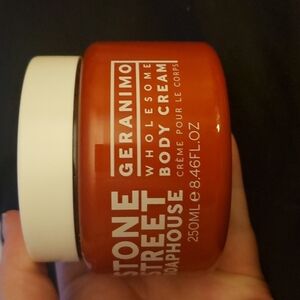 GERANIMO
WHOLESOME
BODY CREAM
CRÈME POUR LE CORPS
STONE
STREET
SOAPHOUSE
250ML e 8.46FL.OZ